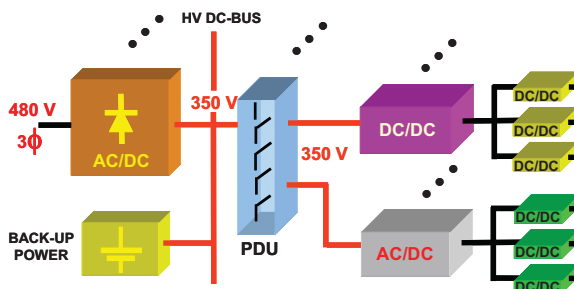 HV DC-BUS
480 V
3ϕ
AC/DC
350 V
PDU
350 V
DC/DC
DC/DC
DC/DC
DC/DC
BACK-UP
POWER
AC/DC
DC/DC
DC/DC
DC/DC